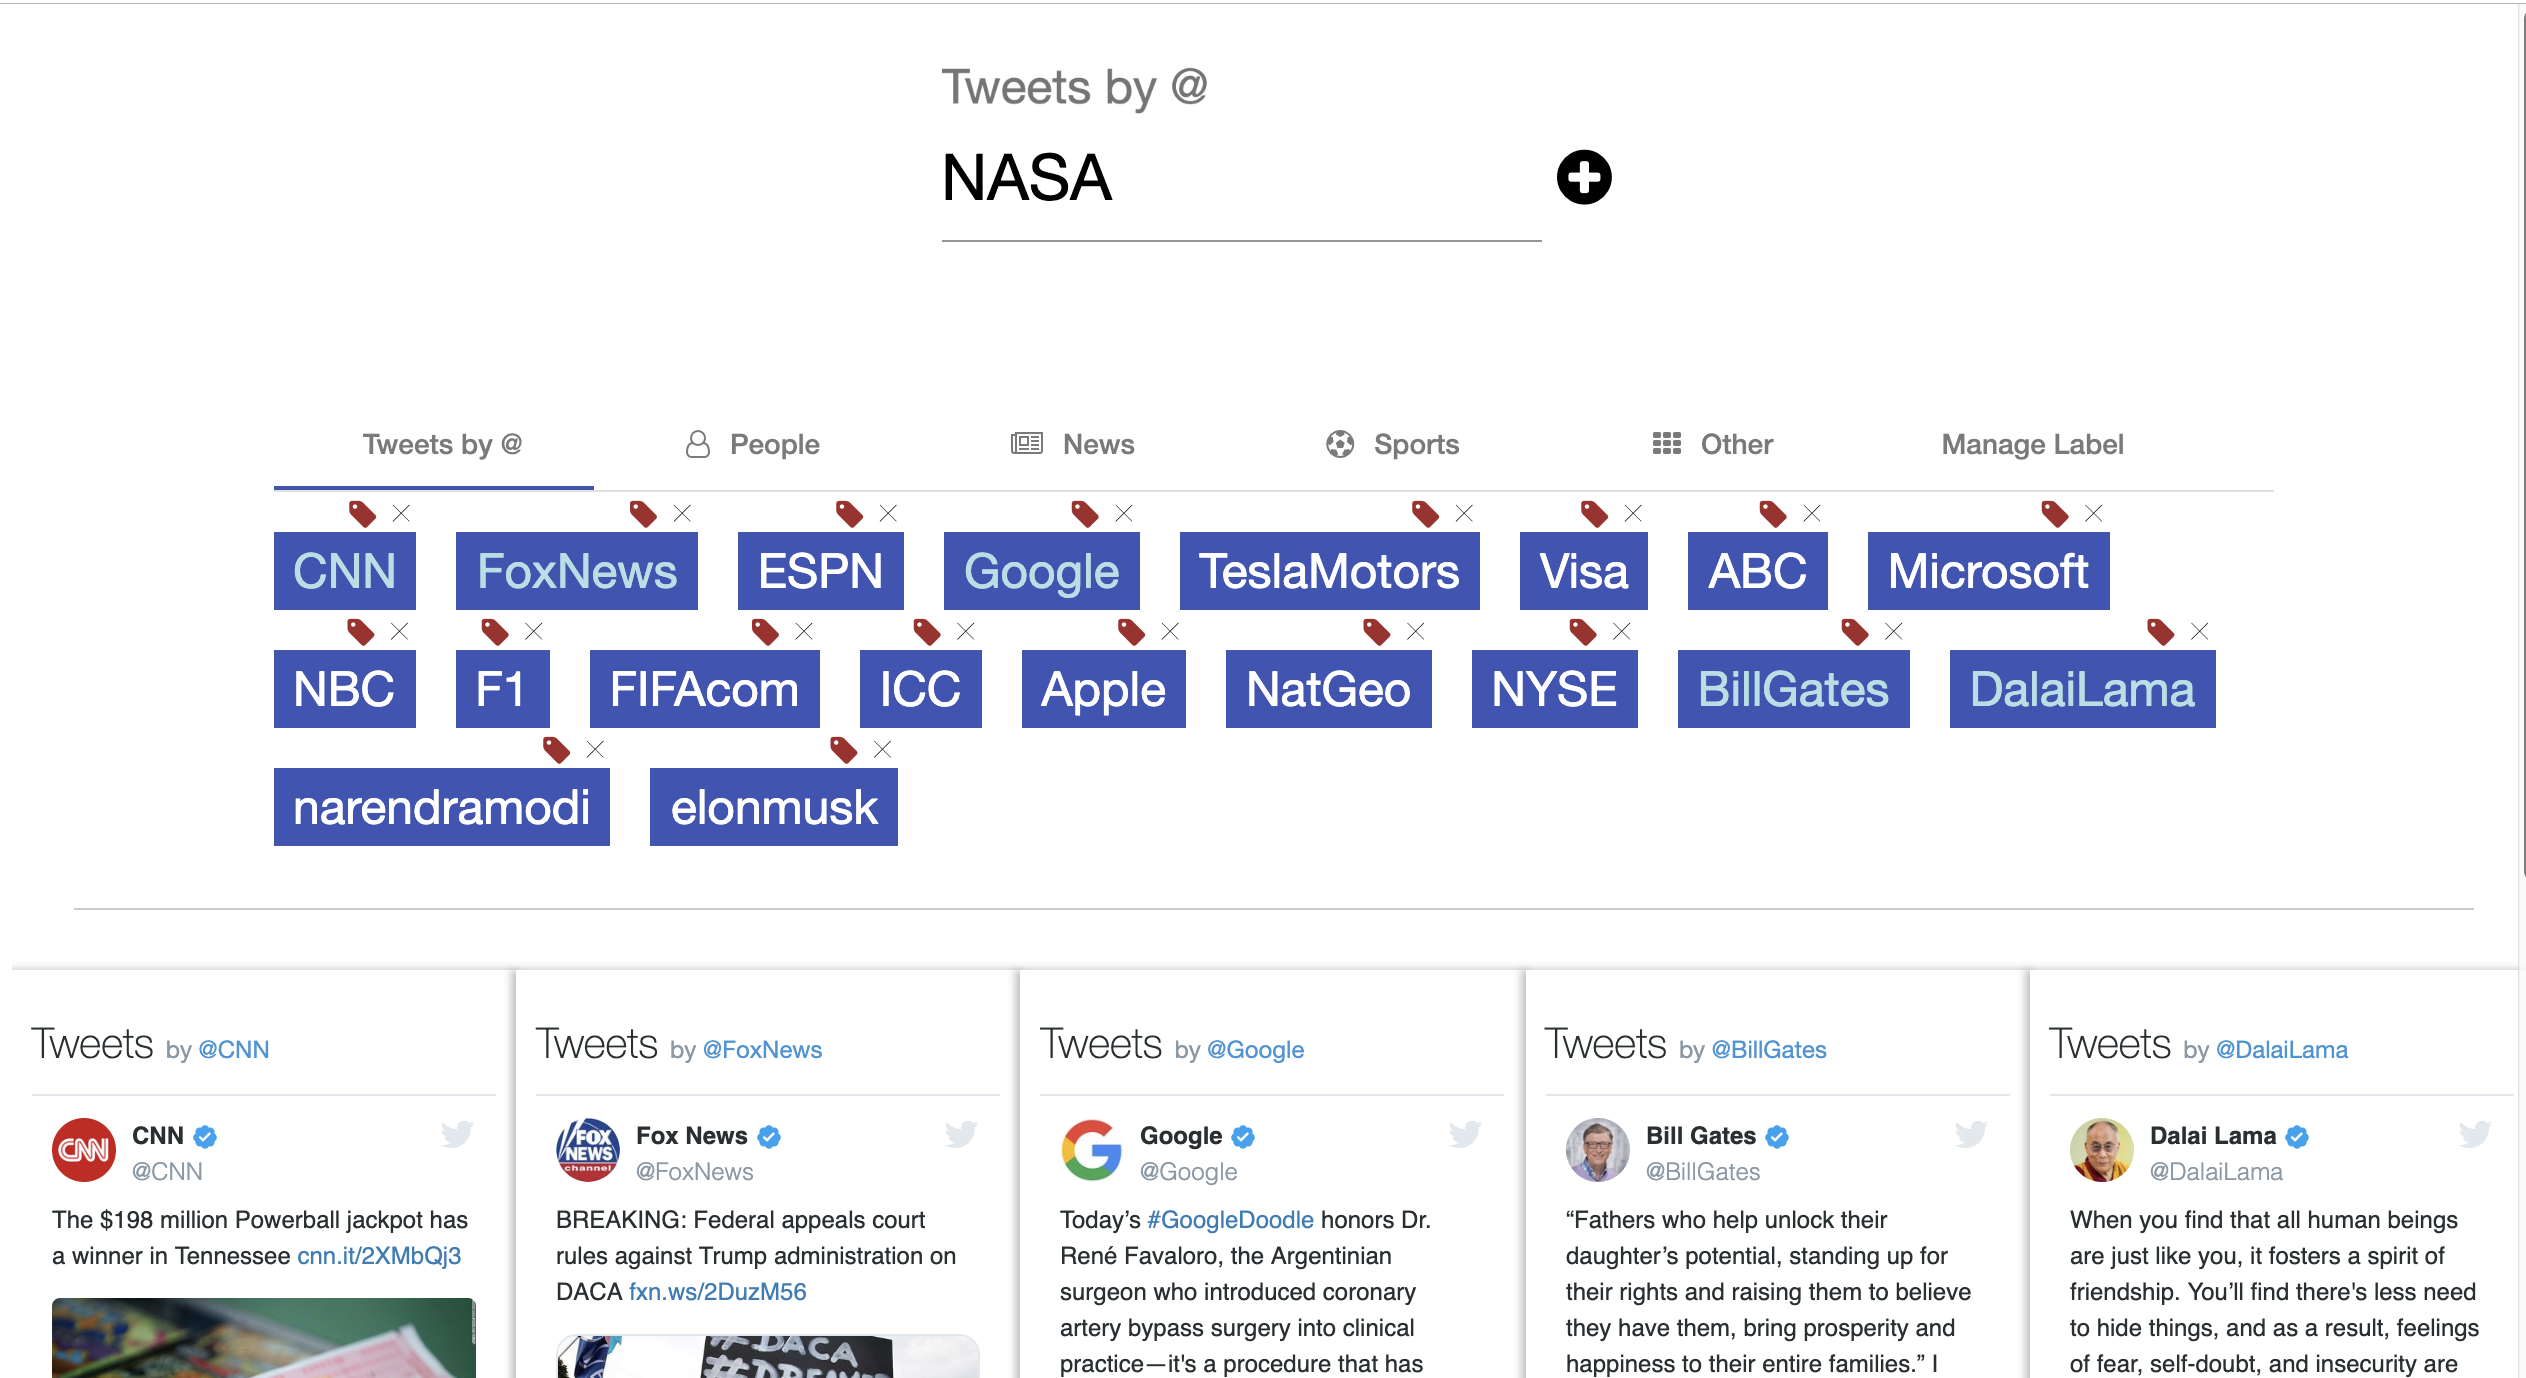 Tweets by @
NASA
Tweets by @ People News Sports Other Manage Label
CNN FoxNews ESPN Google TeslaMotors Visa ABC Microsoft
NBC F1 FIFAcom ICC Apple NatGeo NYSE BillGates DalaiLama
narendramodi elonmusk
Tweets by @CNN
CNN
CNN
@CNN
The $198 million Powerball jackpot has
a winner in Tennessee cnn.it/2XMbQj3
Tweets by @FoxNews
FOX
NEWS
channel
Fox News
@FoxNews
BREAKING: Federal appeals court
rules against Trump administration on
DACA fxn.ws/2DuzM56
#DACA
Tweets by @Google
G
Google
@Google
Today’s #GoogleDoodle honors Dr.
René Favaloro, the Argentinian
surgeon who introduced coronary
artery bypass surgery into clinical
practice—it's a procedure that has
Tweets by @BillGates
Bill Gates
@BillGates
“Fathers who help unlock their
daughter’s potential, standing up for
their rights and raising them to believe
they have them, bring prosperity and
happiness to their entire families.” I
Tweets by @DalaiLama
Dalai Lama
@DalaiLama
When you find that all human beings
are just like you, it fosters a spirit of
friendship. You’ll find there's less need
to hide things, and as a result, feelings
of fear, self-doubt, and insecurity are